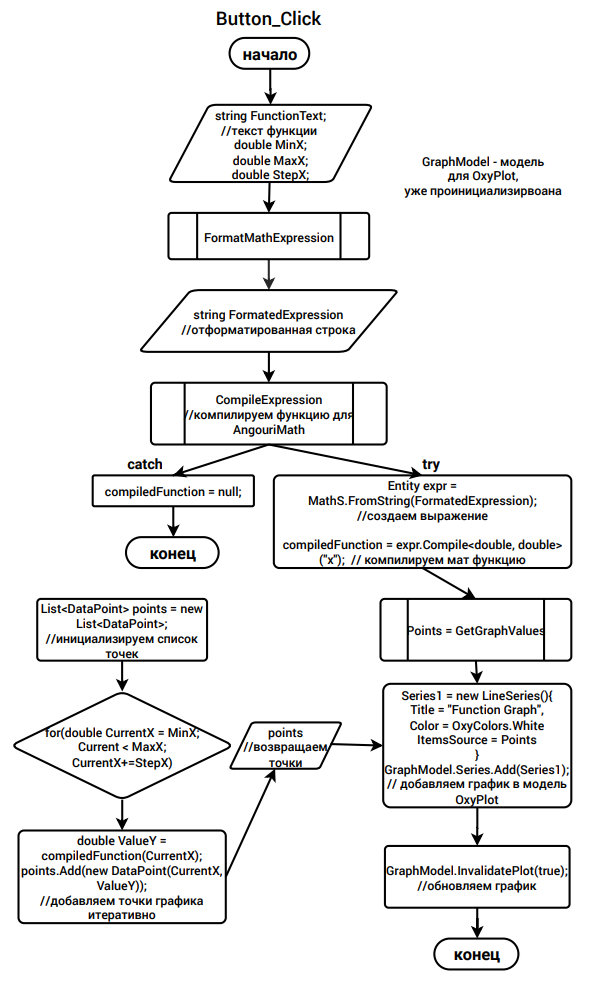 Button_Click
начало
string FunctionText;
//текст функции
double MinX;
double MaxX;
double StepX;
GraphModel - модель
для OxyPlot,
уже проинициализирвоана
FormatMathExpression
string FormatedExpression
//отформатированная строка
CompileExpression
//компилируем функцию для
AngouriMath
catch
try
compiledFunction = null;
конец
Entity expr =
MathS.FromString(FormatedExpression);
//создаем выражение
compiledFunction = expr.Compile<double, double>
("x"); // компилируем мат функцию
List<DataPoint> points = new
List<DataPoint>;
//инициализируем список
точек
Points = GetGraphValues
for(double CurrentX = MinX;
Current < MaxX;
CurrentX+=StepX)
points
//возвращаем
точки
Series1 = new LineSeries(){
Title = "Function Graph",
Color = OxyColors.White
ItemsSource = Points
}
GraphModel.Series.Add(Series1);
// добавляем график в модель
OxyPlot
double ValueY =
compiledFunction(CurrentX);
points.Add(new DataPoint(CurrentX,
ValueY));
//добавляем точки графика
итеративно
GraphModel.InvalidatePlot(true);
//обновляем график
конец